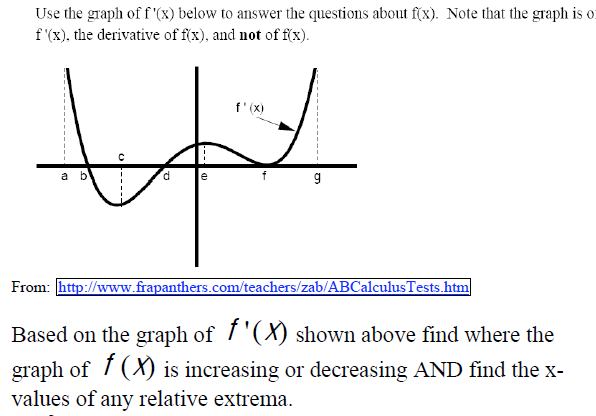 Use the graph of f '(x) below to answer the questions about f(x). Note that the graph is o
f '(x), the derivative of f(x), and not of f(x).
f ' (x)
c
a b d e f g
From: http://www.frapanthers.com/teachers/zab/ABCalculusTests.htm
Based on the graph of f '(x) shown above find where the
graph of f (x) is increasing or decreasing AND find the x-
values of any relative extrema.